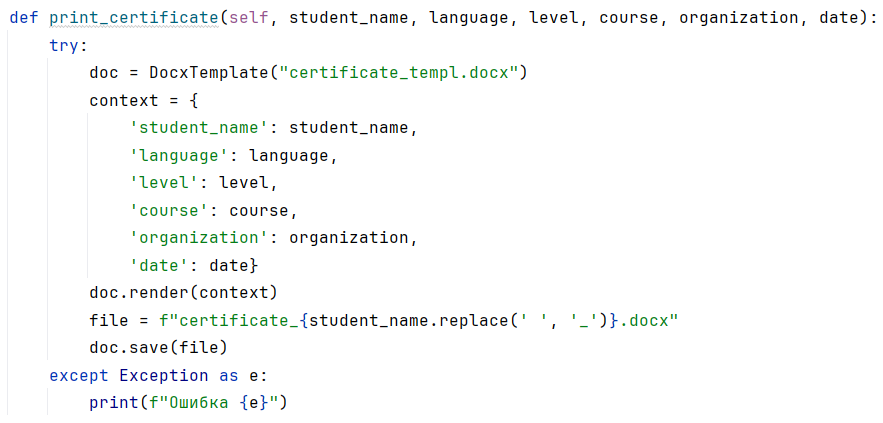 def print_certificate(self, student_name, language, level, course, organization, date):
    try:
        doc = DocxTemplate("certificate_templ.docx")
        context = {
            'student_name': student_name,
            'language': language,
            'level': level,
            'course': course,
            'organization': organization,
            'date': date}
        doc.render(context)
        file = f"certificate_{student_name.replace(' ', '_')}.docx"
        doc.save(file)
    except Exception as e:
        print(f"Ошибка {e}")